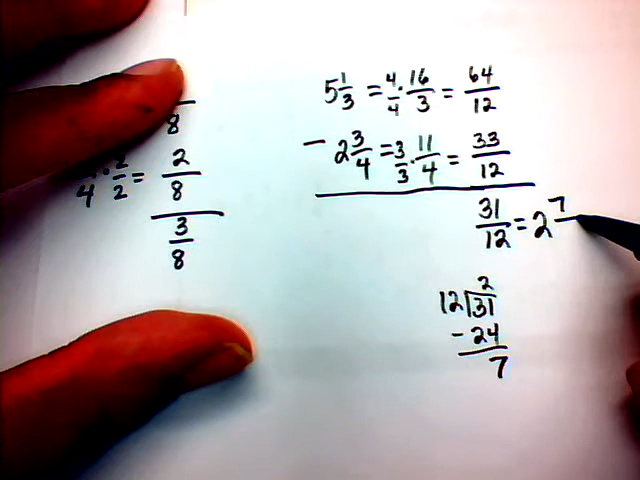 8
4 · 2/2 = 2/8
3/8
5 1/3 = 4/4 · 16/3 = 64/12
- 2 3/4 = 3/3 · 11/4 = 33/12
31/12 = 2 7/
2
12 31
- 24
7